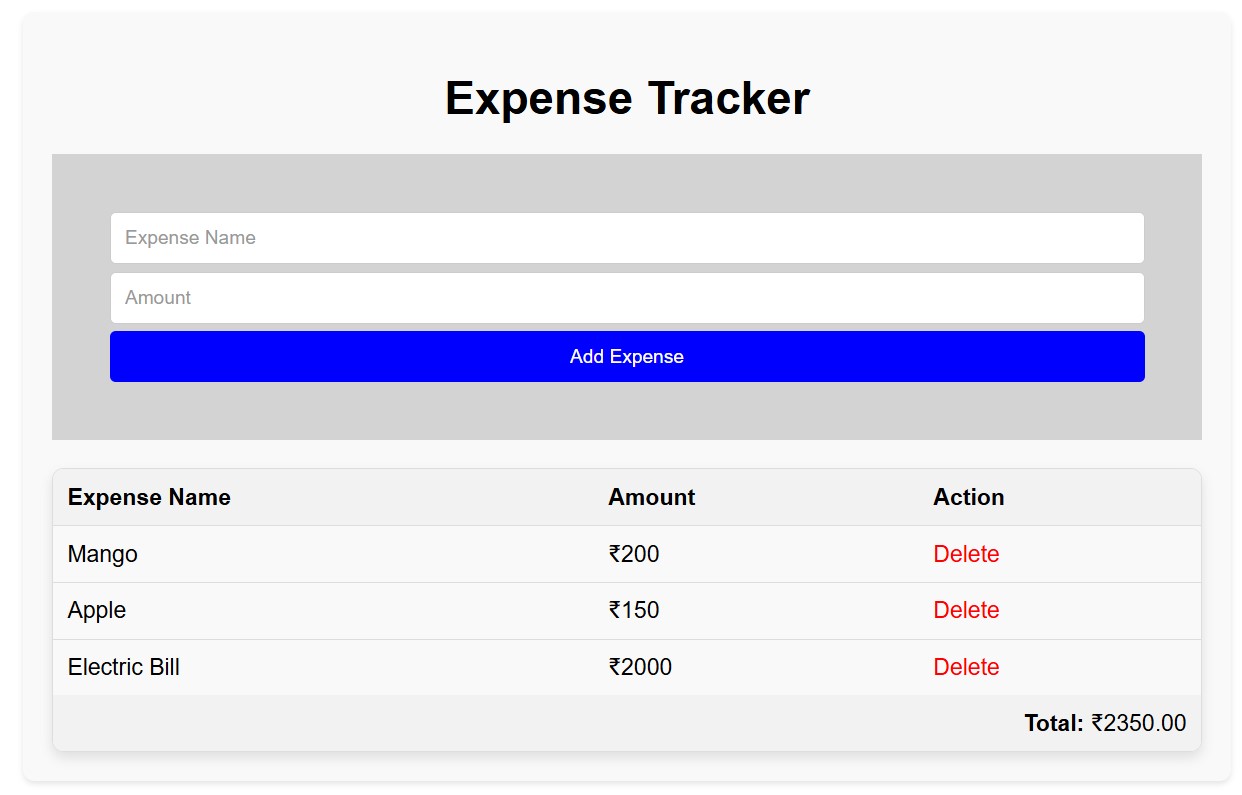 Expense Tracker
Expense Name
Amount
Add Expense
Expense Name Amount Action
Mango ₹200 Delete
Apple ₹150 Delete
Electric Bill ₹2000 Delete
Total: ₹2350.00